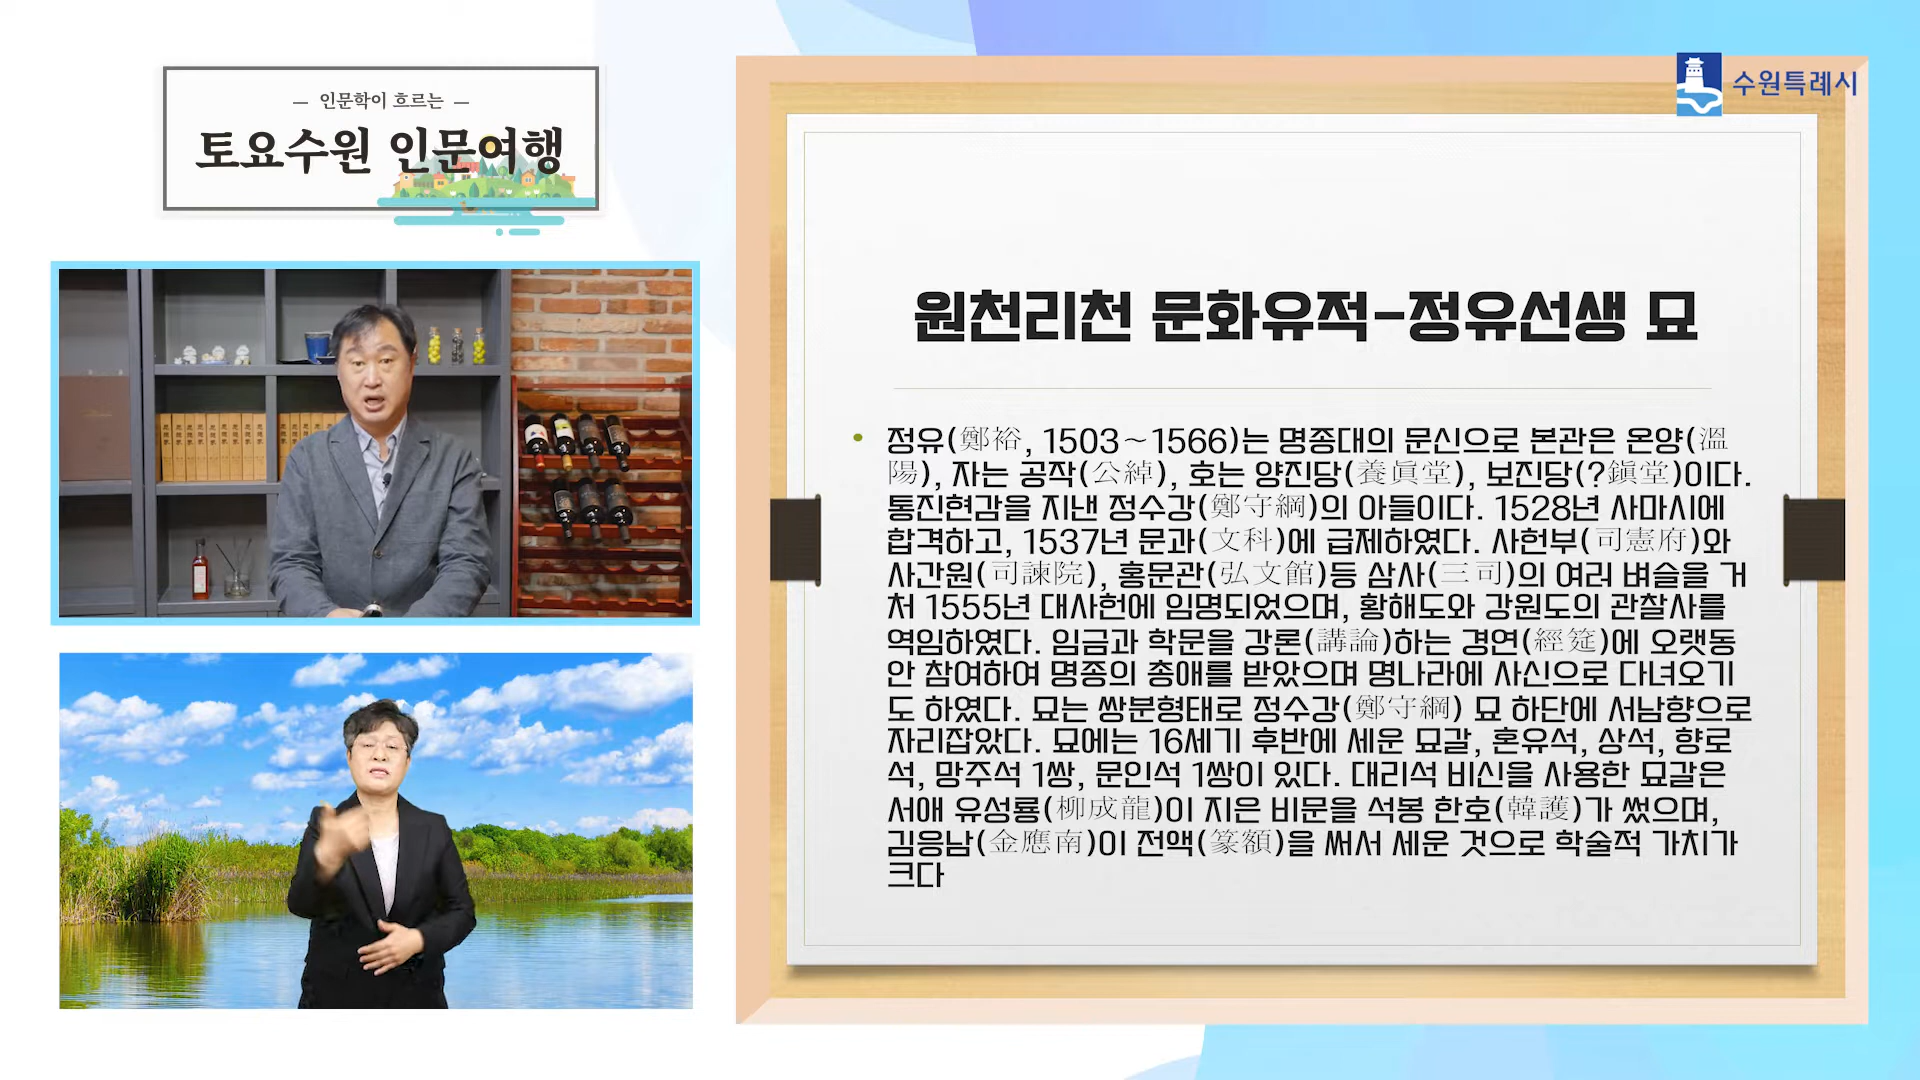 — 인문학이 흐르는 —
토요수원 인문여행
수원특례시
원천리천 문화유적-정유선생 묘
• 정유(鄭裕, 1503~1566)는 명종대의 문신으로 본관은 온양(溫
陽), 자는 공작(公綽), 호는 양진당(養眞堂), 보진당(?鎭堂)이다.
통진현감을 지낸 정수강(鄭守綱)의 아들이다. 1528년 사마시에
합격하고, 1537년 문과(文科)에 급제하였다. 사헌부(司憲府)와
사간원(司諫院), 홍문관(弘文館)등 삼사(三司)의 여러 벼슬을 거
처 1555년 대사헌에 임명되었으며, 황해도와 강원도의 관찰사를
역임하였다. 임금과 학문을 강론(講論)하는 경연(經筵)에 오랫동
안 참여하여 명종의 총애를 받았으며 명나라에 사신으로 다녀오기
도 하였다. 묘는 쌍분형태로 정수강(鄭守綱) 묘 하단에 서남향으로
자리잡았다. 묘에는 16세기 후반에 세운 묘갈, 혼유석, 상석, 향로
석, 망주석 1쌍, 문인석 1쌍이 있다. 대리석 비신을 사용한 묘갈은
서애 유성룡(柳成龍)이 지은 비문을 석봉 한호(韓護)가 썼으며,
김응남(金應南)이 전액(篆額)을 써서 세운 것으로 학술적 가치가
크다